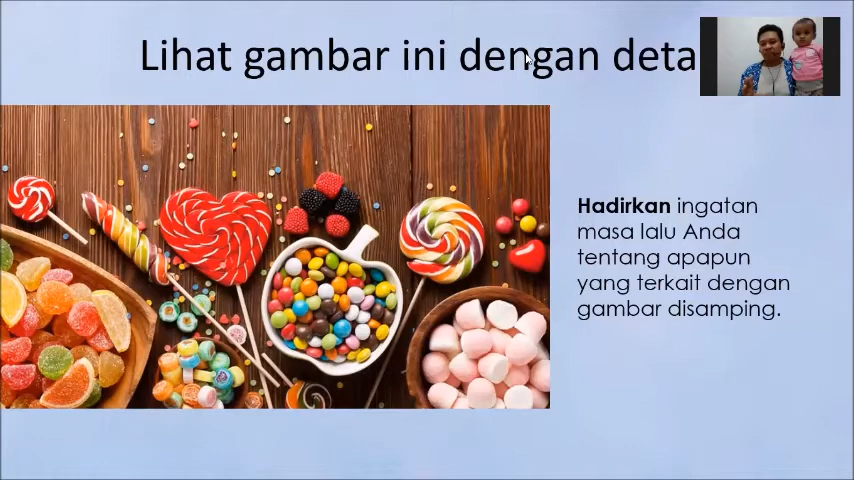 Lihat gambar ini dengan deta
Hadirkan ingatan
masa lalu Anda
tentang apapun
yang terkait dengan
gambar disamping.